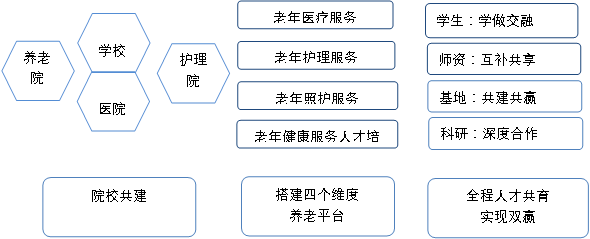 养老
院
学校
医院
护理
院
老年医疗服务
老年护理服务
老年照护服务
老年健康服务人才培
学生：学做交融
师资：互补共享
基地：共建共赢
科研：深度合作
院校共建
搭建四个维度
养老平台
全程人才共育
实现双赢